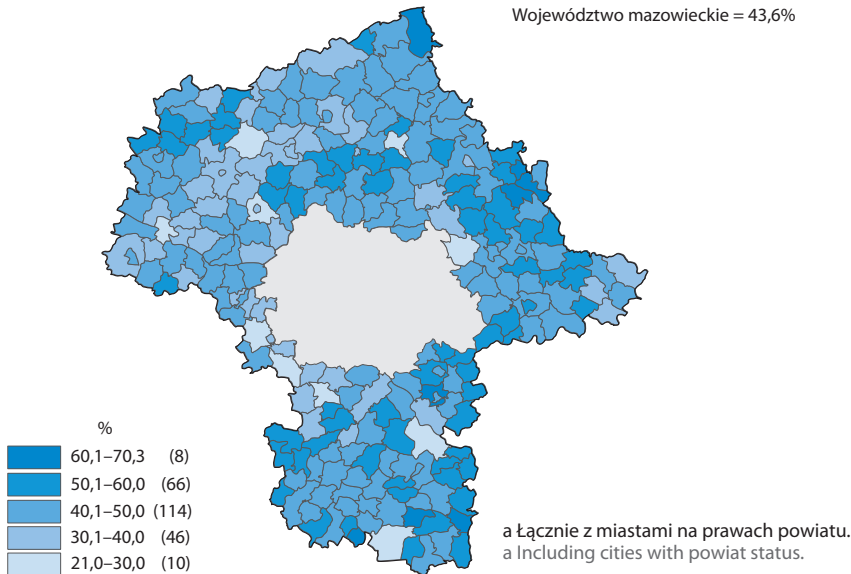 Województwo mazowieckie = 43,6%
%
60,1–70,3 (8)
50,1–60,0 (66)
40,1–50,0 (114)
30,1–40,0 (46)
21,0–30,0 (10)
a Łącznie z miastami na prawach powiatu.
a Including cities with powiat status.